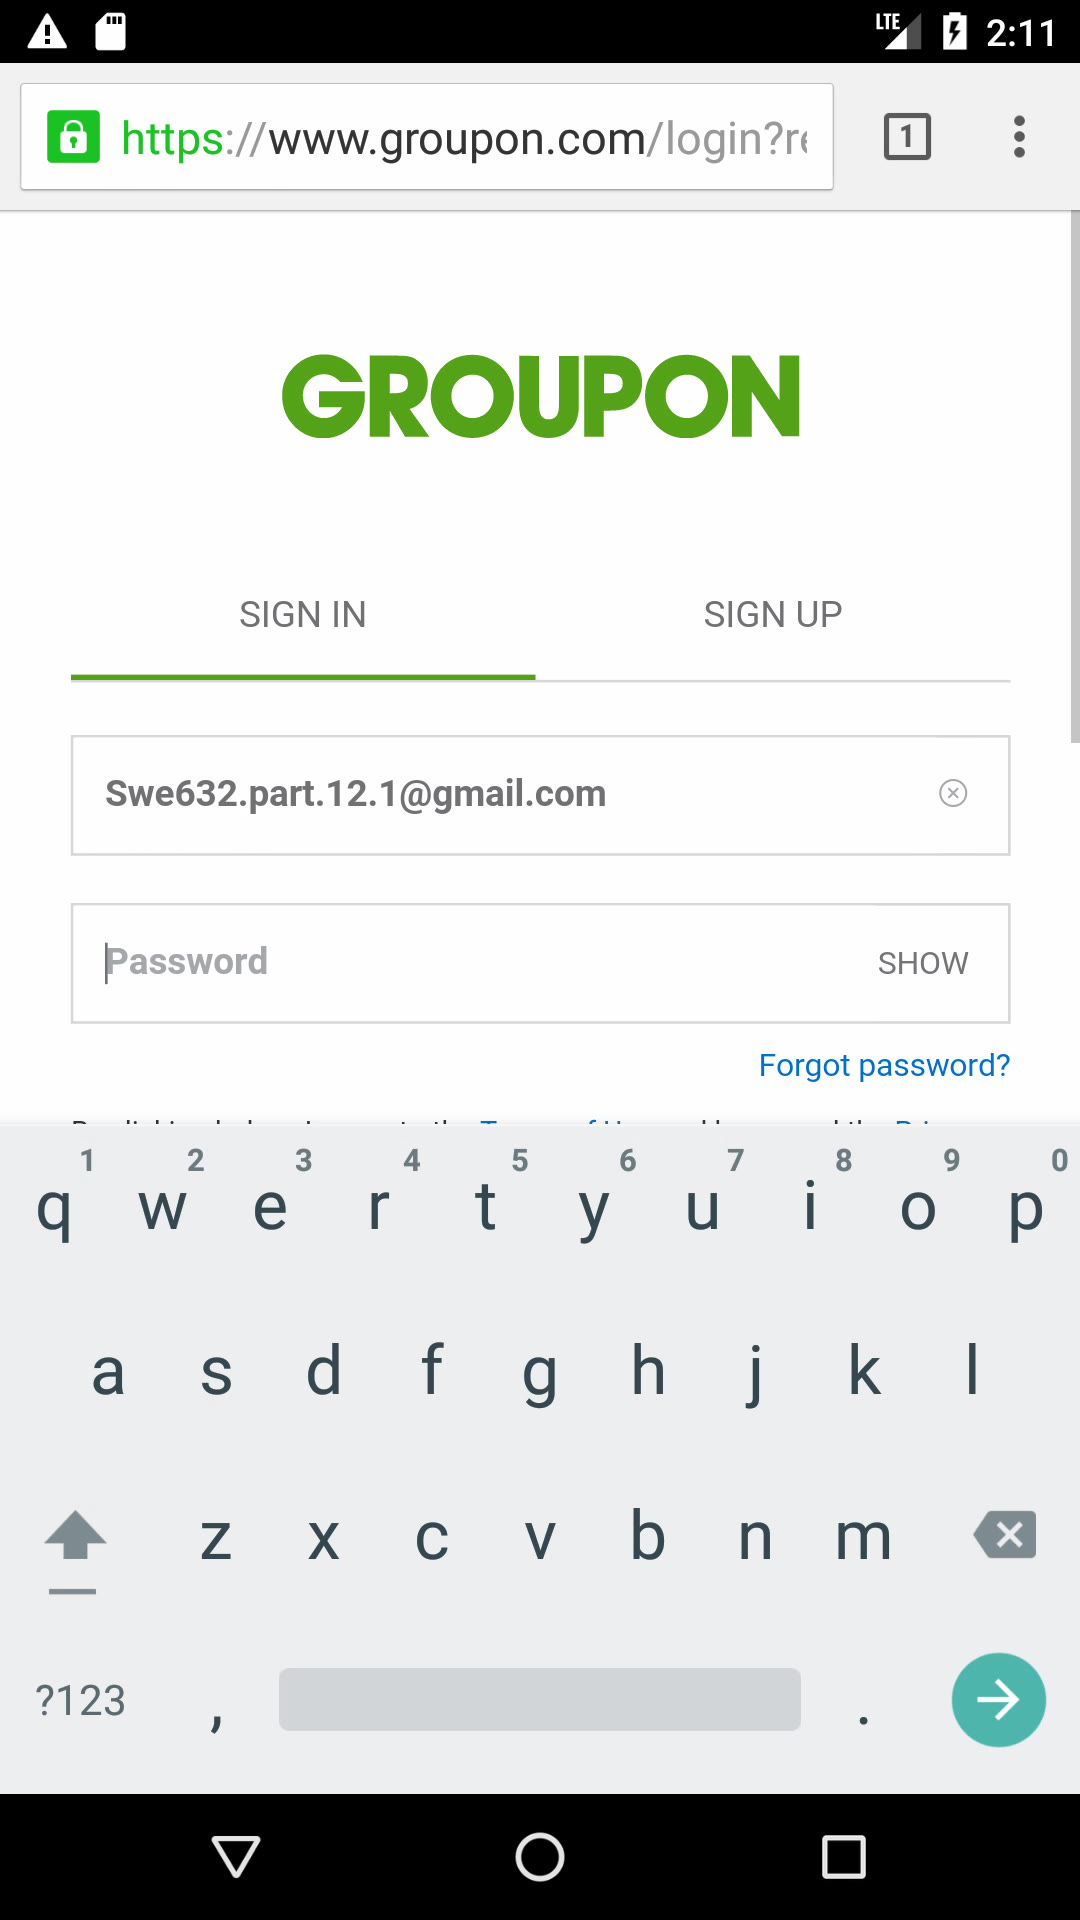 LTE 2:11
https://www.groupon.com/login?re
1
GROUPON
SIGN IN SIGN UP
Swe632.part.12.1@gmail.com
Password SHOW
Forgot password?
1 2 3 4 5 6 7 8 9 0
q w e r t y u i o p
a s d f g h j k l
z x c v b n m
?123 , .